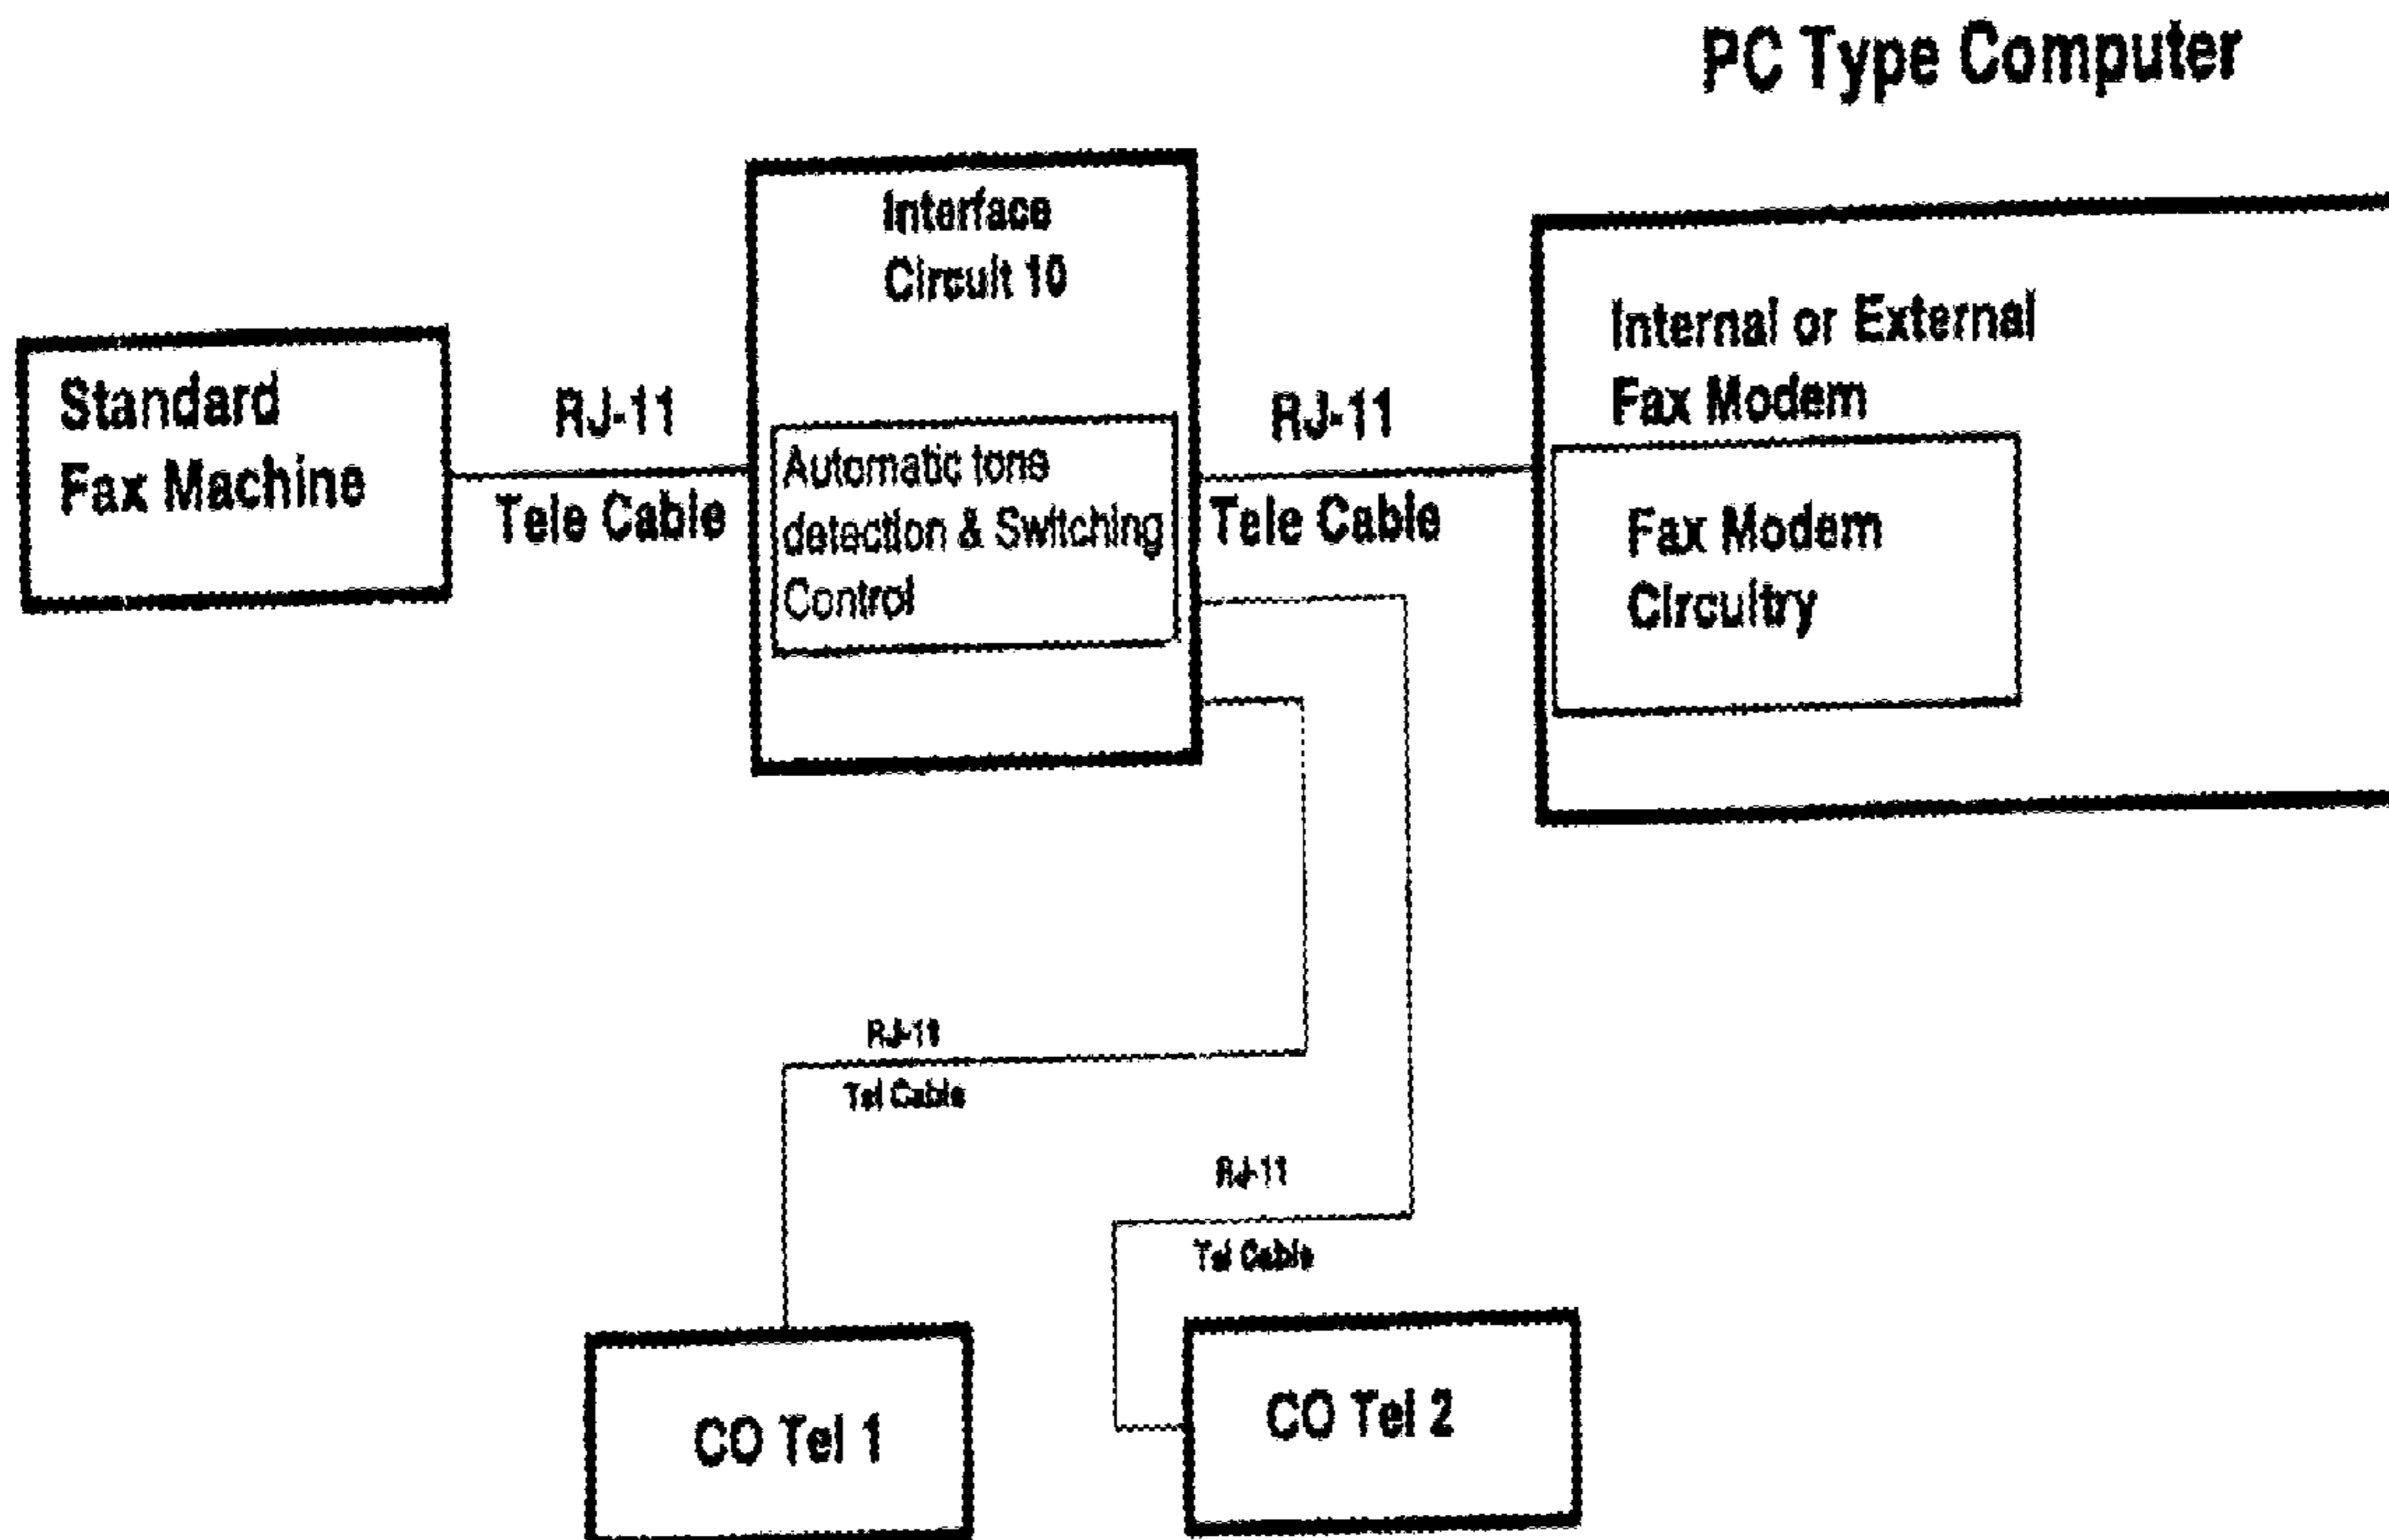 PC Type Computer
Interface
Circuit 10
Internal or External
Fax Modem
Standard
Fax Machine
RJ-11
Tele Cable
Automatic tone
detection & Switching
Control
RJ-11
Tele Cable
Fax Modem
Circuitry
RJ-11
Tel Cable
RJ-11
Tel Cable
CO Tel 1
CO Tel 2